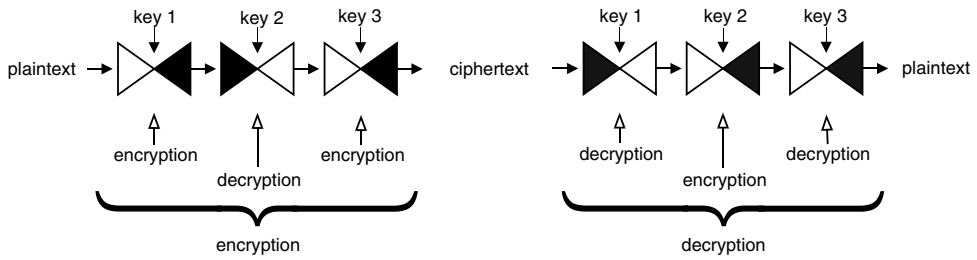 key 1 key 2 key 3 key 1 key 2 key 3
plaintext ciphertext plaintext
encryption encryption decryption decryption
decryption encryption
encryption decryption